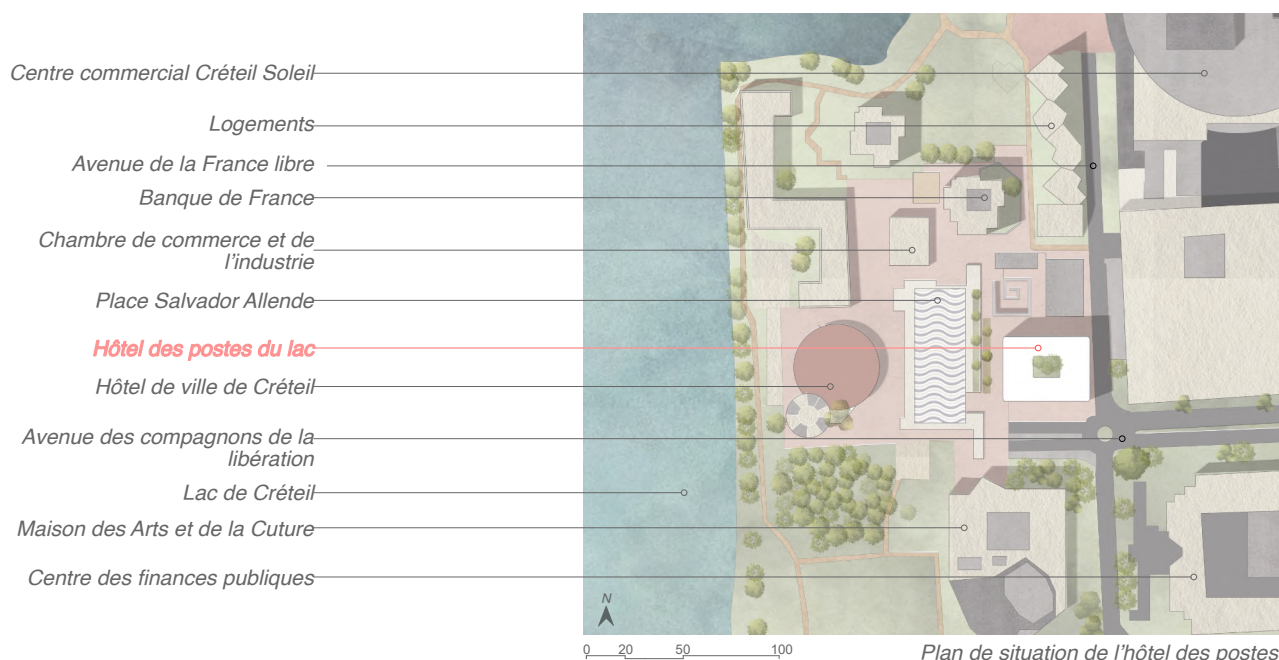 Centre commercial Créteil Soleil
Logements
Avenue de la France libre
Banque de France
Chambre de commerce et de
l'industrie
Place Salvador Allende
Hôtel des postes du lac
Hôtel de ville de Créteil
Avenue des compagnons de la
libération
Lac de Créteil
Maison des Arts et de la Cuture
Centre des finances publiques
N
0 20 50 100
Plan de situation de l'hôtel des postes